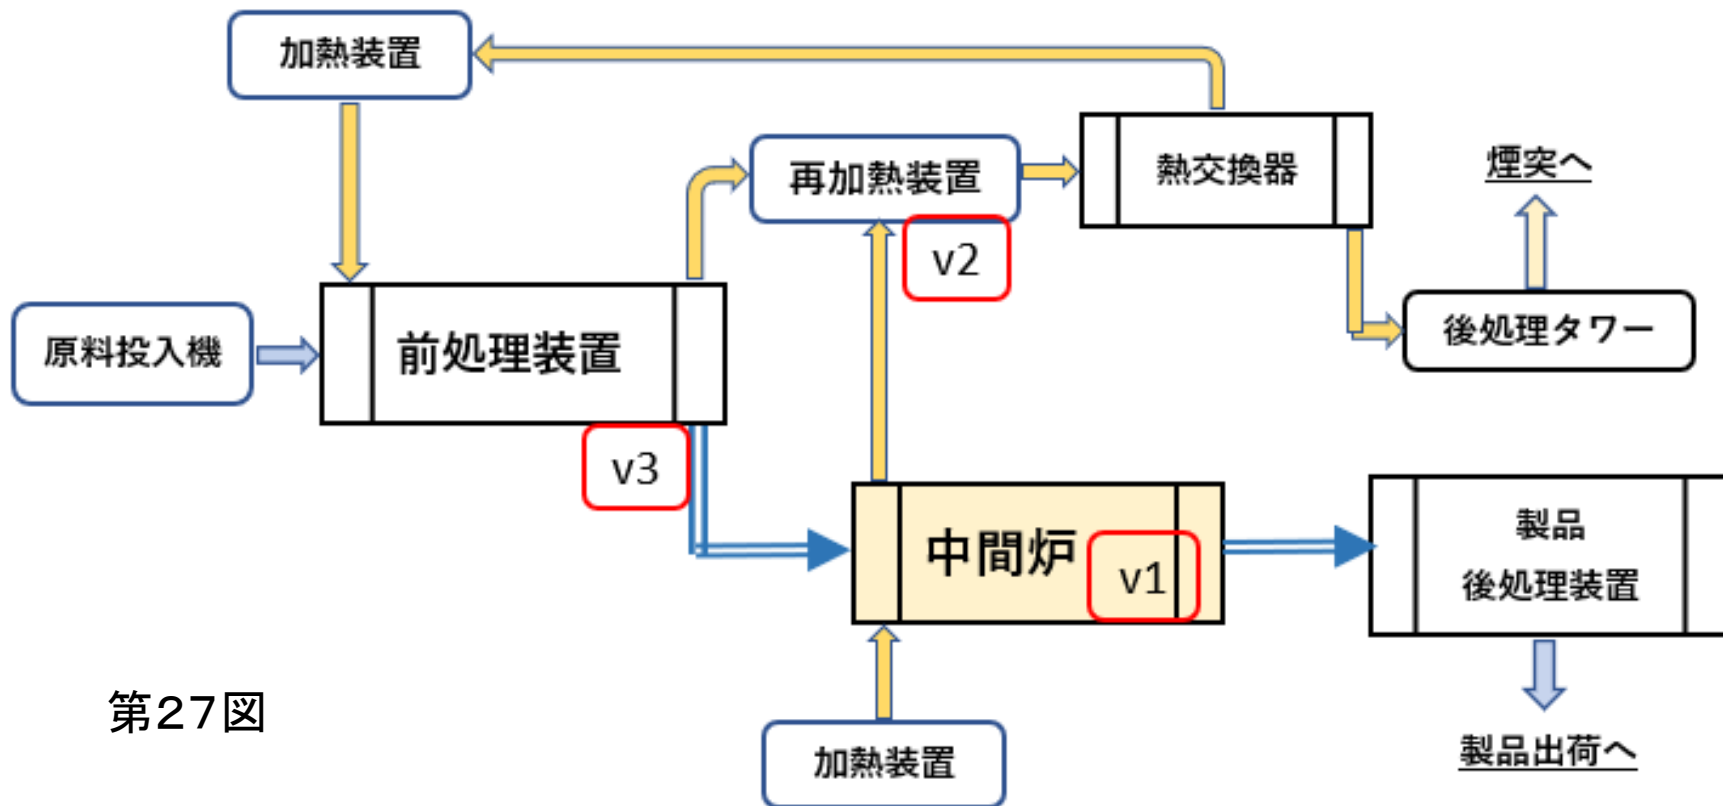 加熱装置
再加熱装置
熱交換器
煙突へ
v2
原料投入機
前処理装置
後処理タワー
v3
中間炉
v1
製品
後処理装置
第27図
加熱装置
製品出荷へ